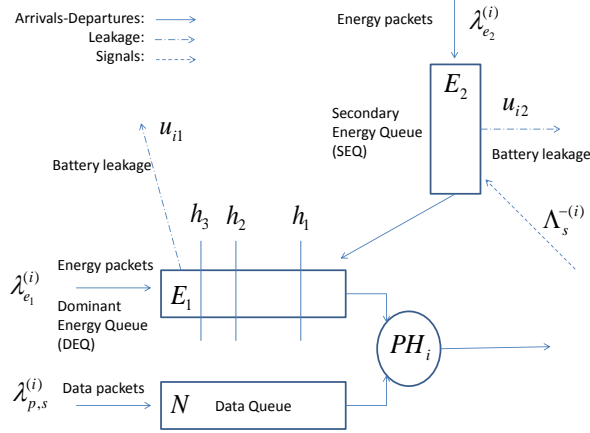 Arrivals-Departures:
Leakage:
Signals:
Energy packets
λ_{e_2}^{(i)}
E_2
Secondary
Energy Queue
(SEQ)
u_{i2}
Battery leakage
Λ_s^{-(i)}
u_{i1}
Battery leakage
h_3
h_2
h_1
λ_{e_1}^{(i)}
Energy packets
Dominant
Energy Queue
(DEQ)
E_1
PH_i
λ_{p,s}^{(i)}
Data packets
N
Data Queue